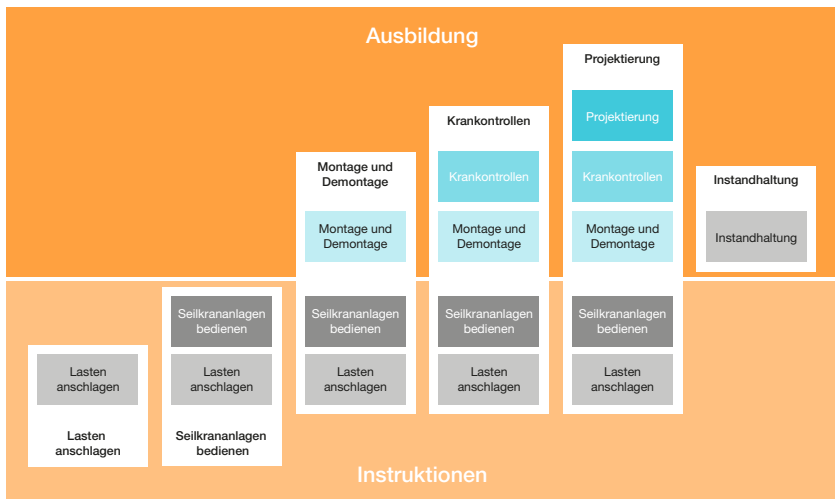 Ausbildung
Projektierung
Projektierung
Krankontrollen
Montage und
Demontage
Seilkrananlagen
bedienen
Lasten
anschlagen
Krankontrollen
Krankontrollen
Montage und
Demontage
Seilkrananlagen
bedienen
Lasten
anschlagen
Montage und
Demontage
Montage und
Demontage
Seilkrananlagen
bedienen
Lasten
anschlagen
Instandhaltung
Instandhaltung
Seilkrananlagen
bedienen
Lasten
anschlagen
Seilkrananlagen
bedienen
Lasten
anschlagen
Lasten
anschlagen
Instruktionen